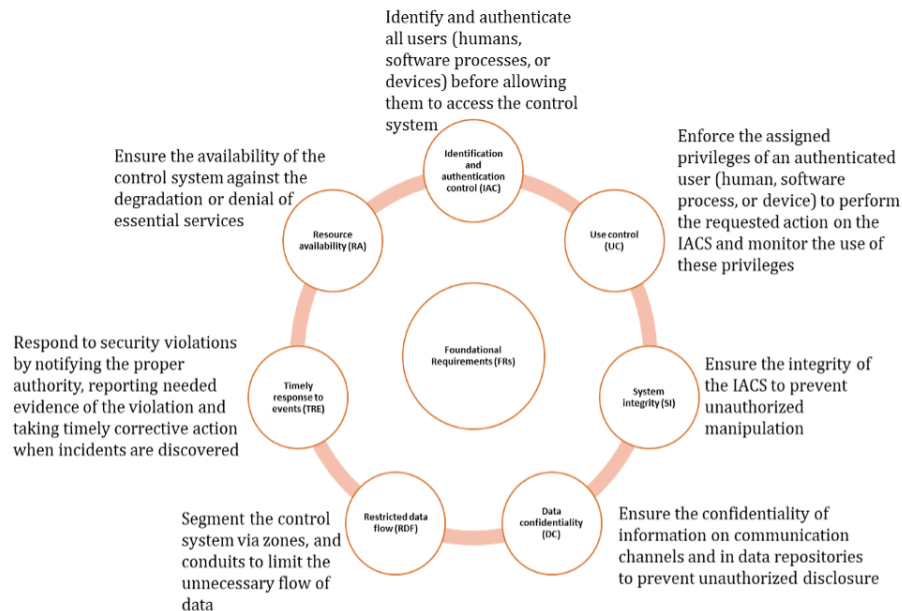 Identify and authenticate
all users (humans,
software processes, or
devices) before allowing
them to access the control
system
Identification
and
authentication
control (IAC)
Enforce the assigned
privileges of an authenticated
user (human, software
process, or device) to perform
the requested action on the
IACS and monitor the use of
these privileges
Use control
(UC)
Ensure the integrity of
the IACS to prevent
unauthorized
manipulation
System
integrity (SI)
Ensure the confidentiality of
information on communication
channels and in data repositories
to prevent unauthorized disclosure
Data
confidentiality
(DC)
Segment the control
system via zones, and
conduits to limit the
unnecessary flow of
data
Restricted data
flow (RDF)
Respond to security violations
by notifying the proper
authority, reporting needed
evidence of the violation and
taking timely corrective action
when incidents are discovered
Timely
response to
events (TRE)
Ensure the availability of the
control system against the
degradation or denial of
essential services
Resource
availability (RA)
Foundational
Requirements (FRs)